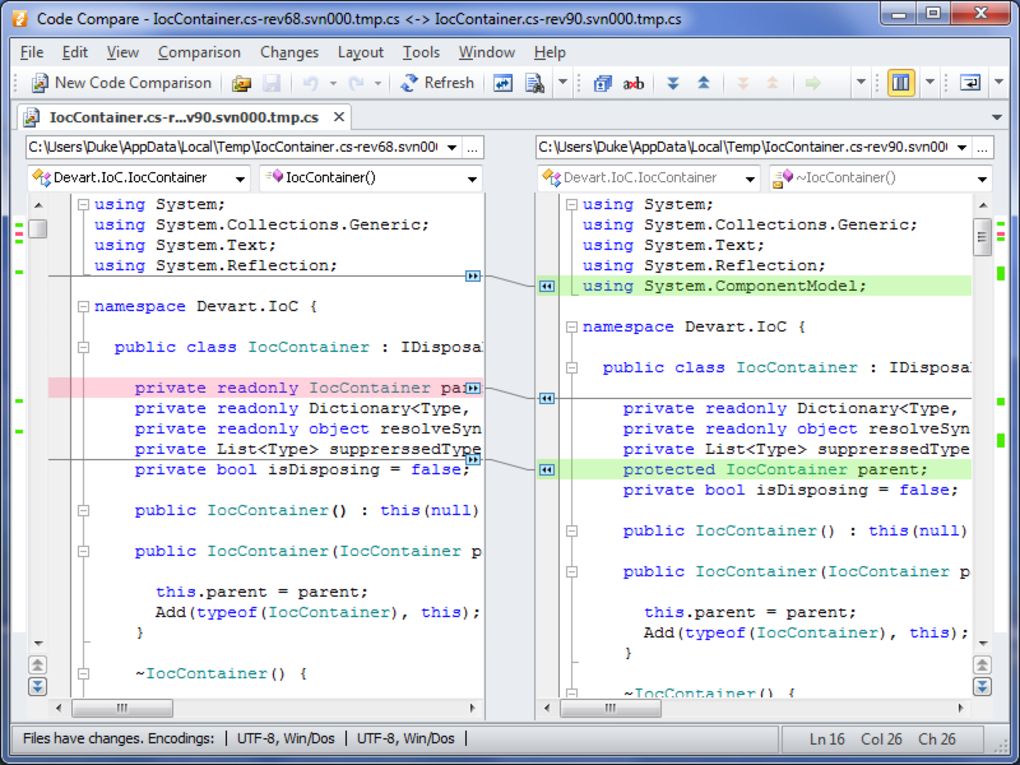 Code Compare - IocContainer.cs-rev68.svn000.tmp.cs <-> IocContainer.cs-rev90.svn000.tmp.cs
File Edit View Comparison Changes Layout Tools Window Help
New Code Comparison Refresh ab
IocContainer.cs-r...v90.svn000.tmp.cs
C:\Users\Duke\AppData\Local\Temp\IocContainer.cs-rev68.svn00 ...
Devart.IoC.IocContainer IocContainer()
using System;
using System.Collections.Generic;
using System.Text;
using System.Reflection;
namespace Devart.IoC {
public class IocContainer : IDisposa
private readonly IocContainer par
private readonly Dictionary<Type,
private readonly object resolveSyn
private List<Type> supprerssedType
private bool isDisposing = false;
public IocContainer() : this(null)
public IocContainer(IocContainer p
this.parent = parent;
Add(typeof(IocContainer), this);
}
~IocContainer() {
C:\Users\Duke\AppData\Local\Temp\IocContainer.cs-rev90.svn00 ...
Devart.IoC.IocContainer ~IocContainer()
using System;
using System.Collections.Generic;
using System.Text;
using System.Reflection;
using System.ComponentModel;
namespace Devart.IoC {
public class IocContainer : IDisposa
private readonly Dictionary<Type,
private readonly object resolveSyn
private List<Type> supprerssedType
protected IocContainer parent;
private bool isDisposing = false;
public IocContainer() : this(null)
public IocContainer(IocContainer p
this.parent = parent;
Add(typeof(IocContainer), this);
}
~IocContainer() {
Files have changes. Encodings: | UTF-8, Win/Dos | UTF-8, Win/Dos |
Ln 16 Col 26 Ch 26